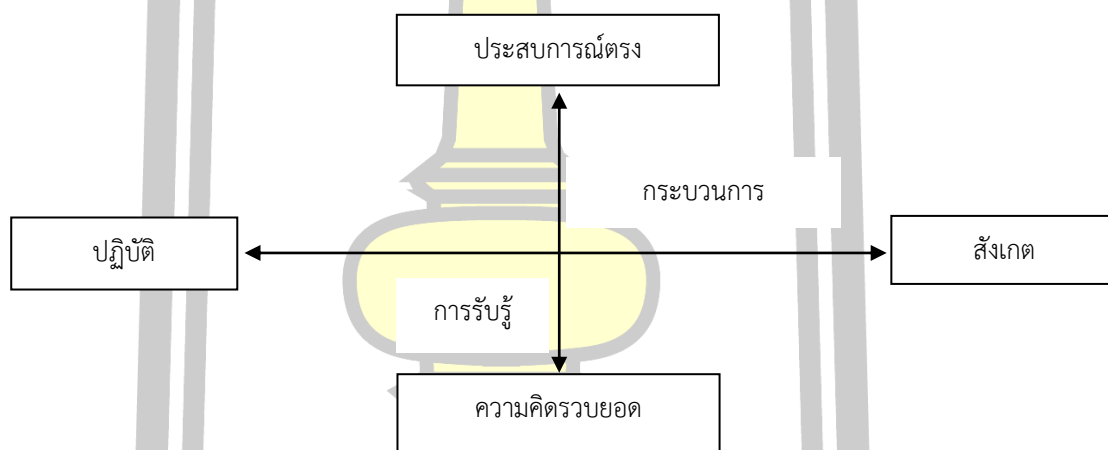 ประสบการณ์ตรง
กระบวนการ
ปฏิบัติ
สังเกต
การรับรู้
ความคิดรวบยอด